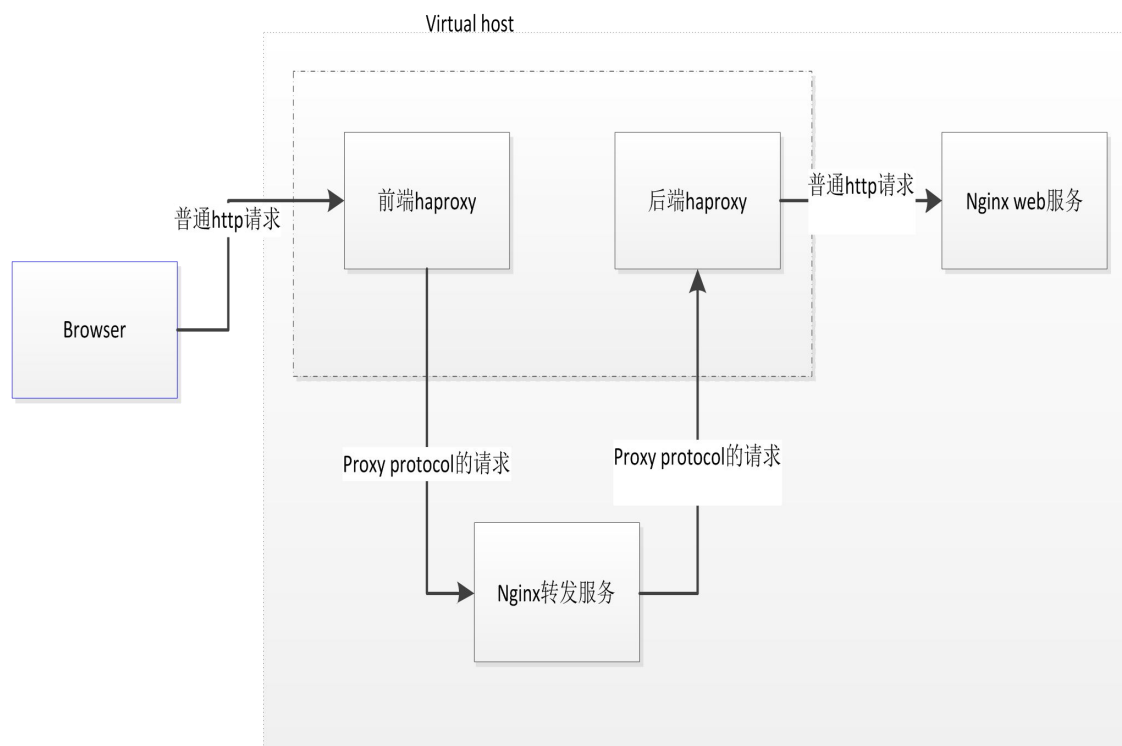 Virtual host
前端haproxy
后端haproxy
普通http请求
Nginx web服务
普通http请求
Browser
Proxy protocol的请求
Proxy protocol的请求
Nginx转发服务